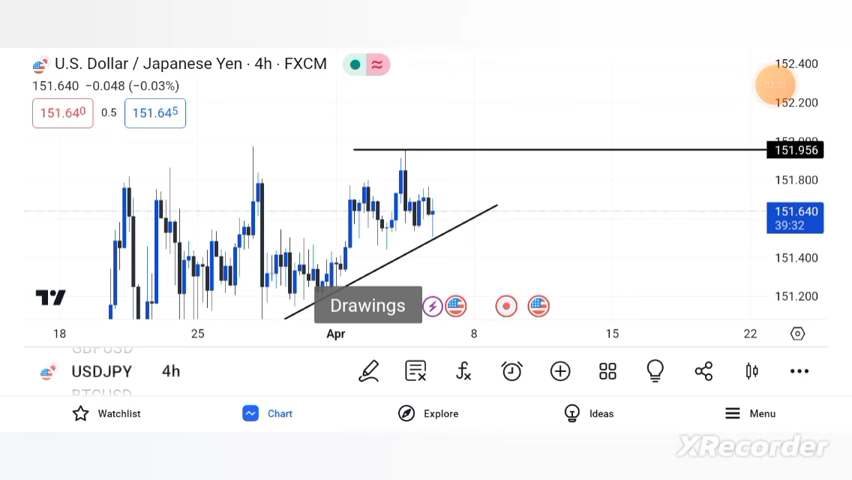 U.S. Dollar / Japanese Yen · 4h · FXCM
151.640 −0.048 (−0.03%)
151.640 0.5 151.645
152.400
152.200
151.956
151.800
151.640
39:32
151.400
151.200
Drawings
18 25 Apr 8 15 22
GBPUSD
USDJPY 4h
BTCUSD
Watchlist Chart Explore Ideas Menu
XRecorder